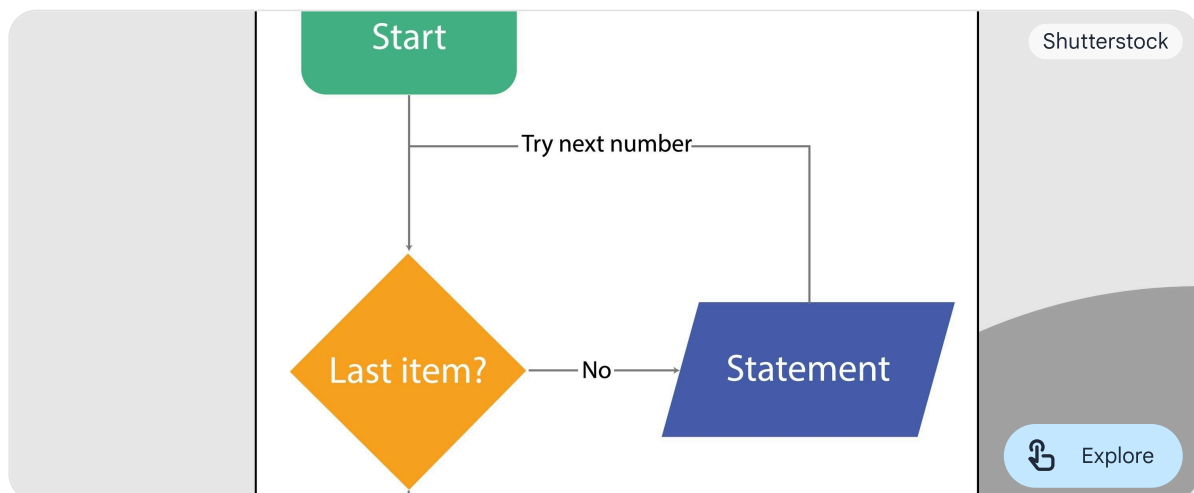 Start
Shutterstock
Try next number
Last item?
No
Statement
Explore